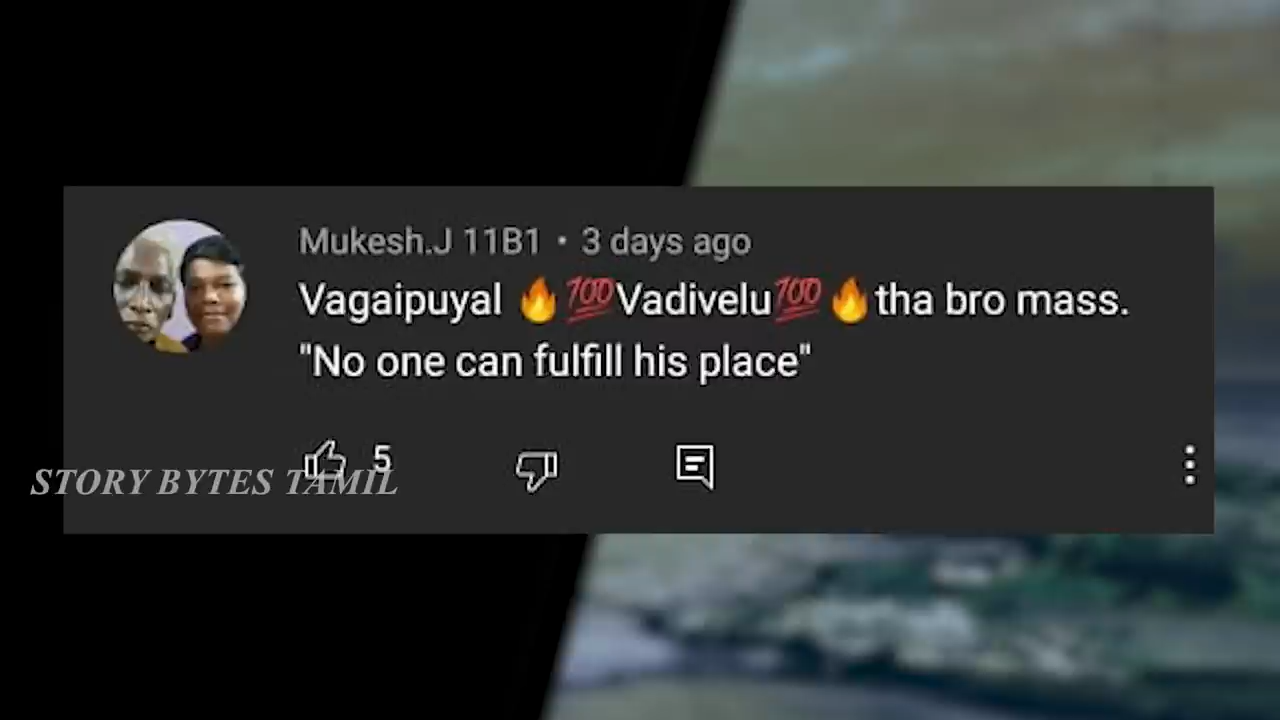 Mukesh.J 11B1 • 3 days ago
Vagaipuyal 🔥💯Vadivelu💯🔥tha bro mass.
"No one can fulfill his place"
5
STORY BYTES TAMIL